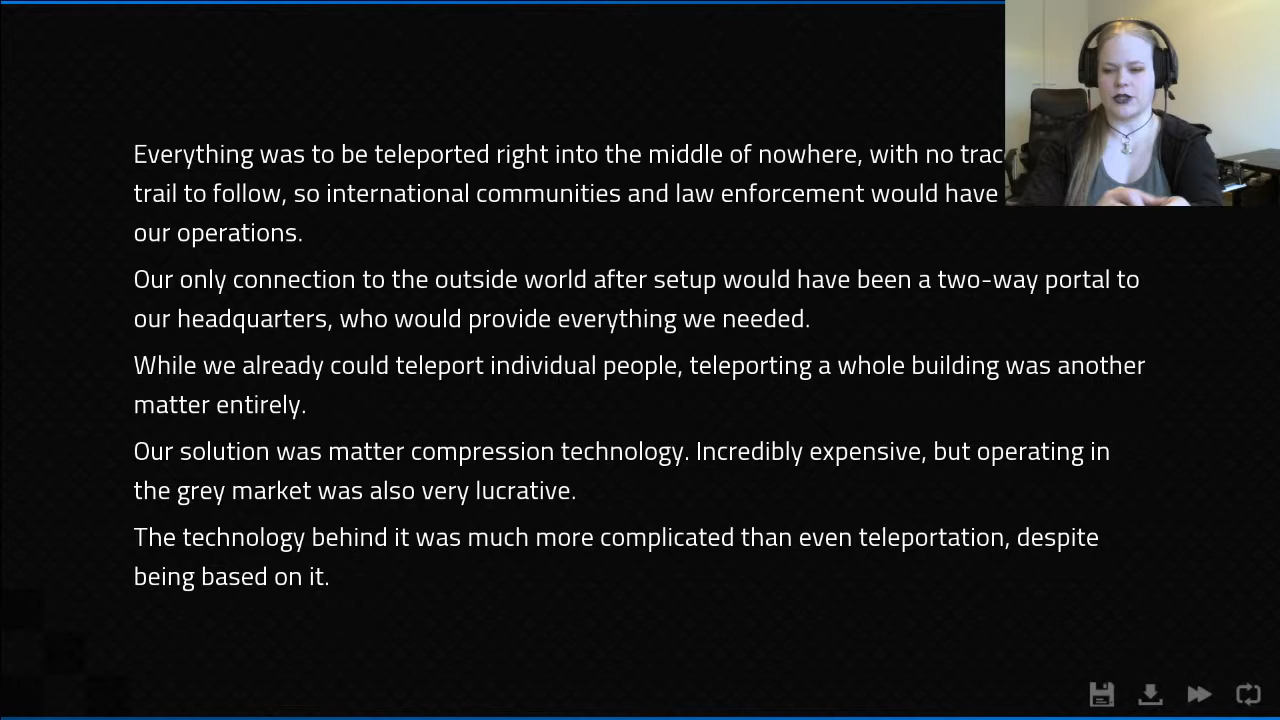 Everything was to be teleported right into the middle of nowhere, with no
trail to follow, so international communities and law enforcement would have
our operations.
Our only connection to the outside world after setup would have been a two-way portal to
our headquarters, who would provide everything we needed.
While we already could teleport individual people, teleporting a whole building was another
matter entirely.
Our solution was matter compression technology. Incredibly expensive, but operating in
the grey market was also very lucrative.
The technology behind it was much more complicated than even teleportation, despite
being based on it.